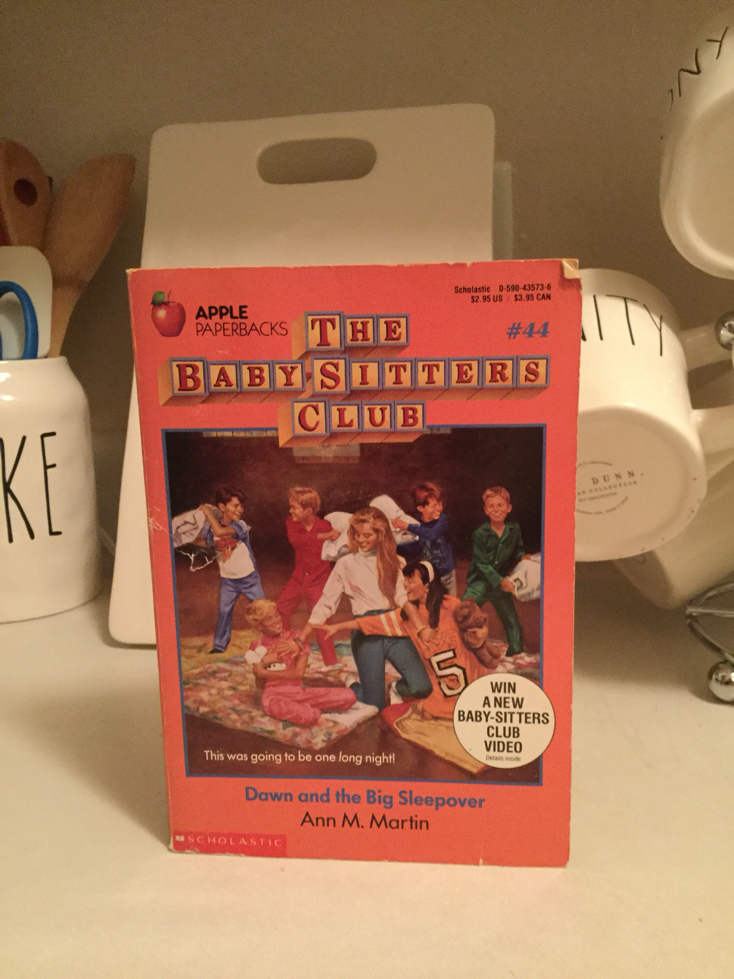 NY
Scholastic 0-590-43573-6
$2.95 US / $3.95 CAN
APPLE
PAPERBACKS
#44
THE
BABY-SITTERS
CLUB
ITY
KE
DUNN.
5
WIN
A NEW
BABY-SITTERS
CLUB
VIDEO
Details inside
This was going to be one long night!
Dawn and the Big Sleepover
Ann M. Martin
SCHOLASTIC